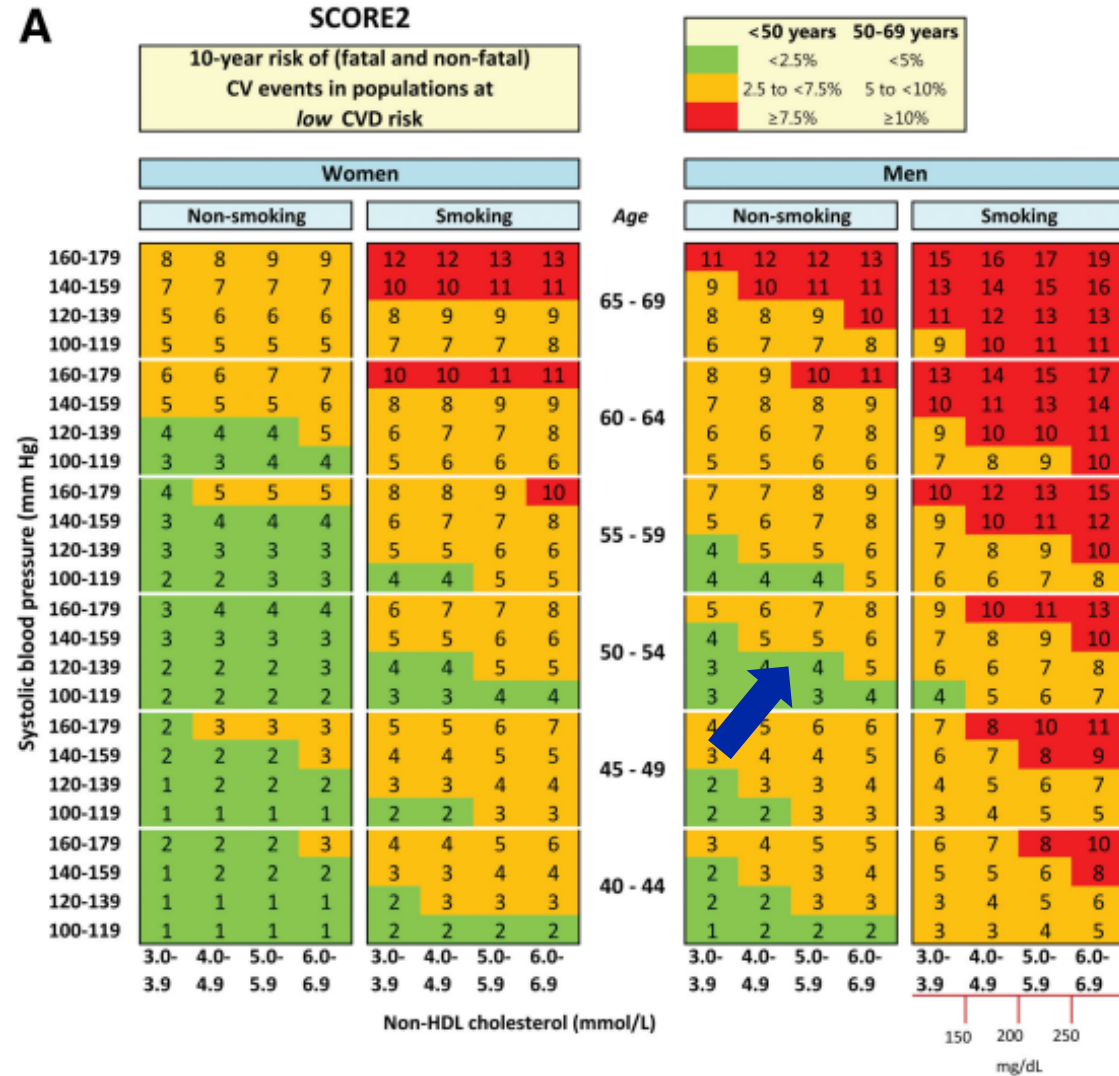 A
SCORE2
10-year risk of (fatal and non-fatal)
CV events in populations at
low CVD risk
<50 years 50-69 years
<2.5% <5%
2.5 to <7.5% 5 to <10%
≥7.5% ≥10%
Women Men
Non-smoking Smoking Age Non-smoking Smoking
Systolic blood pressure (mm Hg)
160-179 8 8 9 9 12 12 13 13 11 12 12 13 15 16 17 19
140-159 7 7 7 7 10 10 11 11 9 10 11 11 13 14 15 16
65 - 69
120-139 5 6 6 6 8 9 9 9 8 8 9 10 11 12 13 13
100-119 5 5 5 5 7 7 7 8 6 7 7 8 9 10 11 11
160-179 6 6 7 7 10 10 11 11 8 9 10 11 13 14 15 17
140-159 5 5 5 6 8 8 9 9 7 8 8 9 10 11 13 14
60 - 64
120-139 4 4 4 5 6 7 7 8 6 6 7 8 9 10 10 11
100-119 3 3 4 4 5 6 6 6 5 5 6 6 7 8 9 10
160-179 4 5 5 5 8 8 9 10 7 7 8 9 10 12 13 15
140-159 3 4 4 4 6 7 7 8 5 6 7 8 9 10 11 12
55 - 59
120-139 3 3 3 3 5 5 6 6 4 5 5 6 7 8 9 10
100-119 2 2 3 3 4 4 5 5 4 4 4 5 6 6 7 8
160-179 3 4 4 4 6 7 7 8 5 6 7 8 9 10 11 13
140-159 3 3 3 3 5 5 6 6 4 5 5 6 7 8 9 10
50 - 54
120-139 2 2 2 3 4 4 5 5 3 4 4 5 6 6 7 8
100-119 2 2 2 2 3 3 4 4 3 3 4 4 5 6 7
160-179 2 3 3 3 5 5 6 7 4 5 6 6 7 8 10 11
140-159 2 2 2 3 4 4 5 5 3 4 4 5 6 7 8 9
45 - 49
120-139 1 2 2 2 3 3 4 4 2 3 3 4 4 5 6 7
100-119 1 1 1 1 2 2 3 3 2 2 3 3 3 4 5 5
160-179 2 2 2 3 4 4 5 6 3 4 5 5 6 7 8 10
140-159 1 2 2 2 3 3 4 4 2 3 3 4 5 5 6 8
40 - 44
120-139 1 1 1 1 2 3 3 3 2 2 3 3 3 4 5 6
100-119 1 1 1 1 2 2 2 2 1 2 2 2 3 3 4 5
3.0- 4.0- 5.0- 6.0- 3.0- 4.0- 5.0- 6.0- 3.0- 4.0- 5.0- 6.0- 3.0- 4.0- 5.0- 6.0-
3.9 4.9 5.9 6.9 3.9 4.9 5.9 6.9 3.9 4.9 5.9 6.9 3.9 4.9 5.9 6.9
Non-HDL cholesterol (mmol/L)
150 200 250
mg/dL